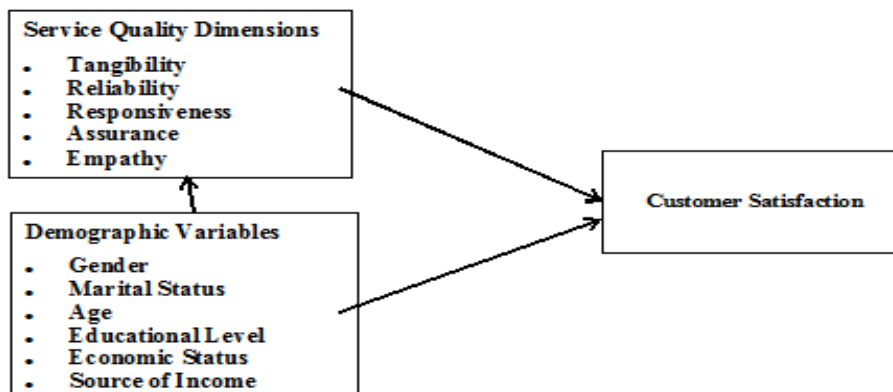 Service Quality Dimensions
• Tangibility
• Reliability
• Responsiveness
• Assurance
• Empathy
Customer Satisfaction
Demographic Variables
• Gender
• Marital Status
• Age
• Educational Level
• Economic Status
• Source of Income